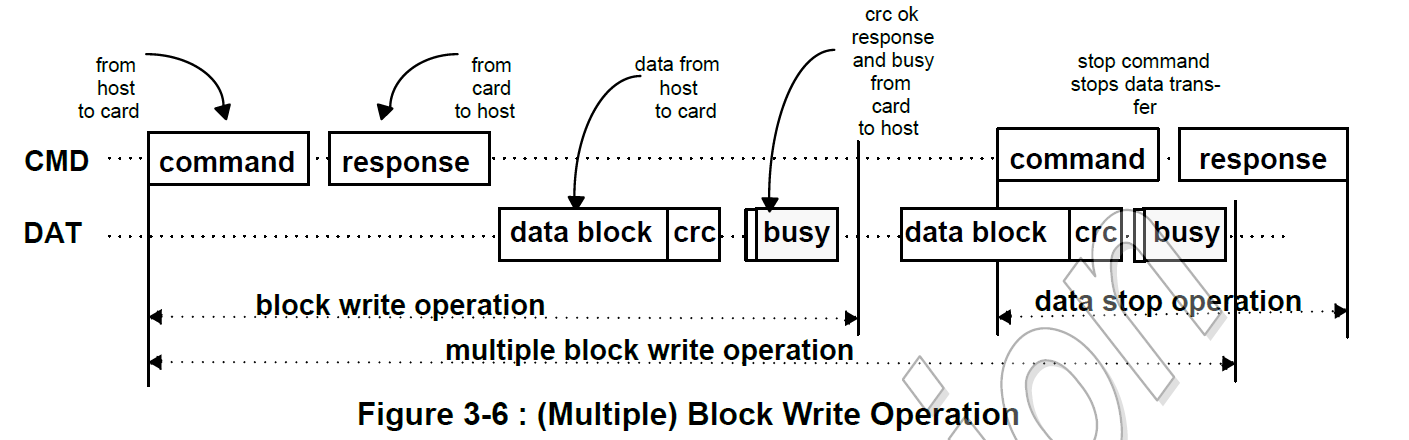 from
host
to card
from
card
to host
data from
host
to card
crc ok
response
and busy
from
card
to host
stop command
stops data trans-
fer
CMD command response command response
DAT data block crc busy data block crc busy
block write operation data stop operation
multiple block write operation
Figure 3-6 : (Multiple) Block Write Operation
ion